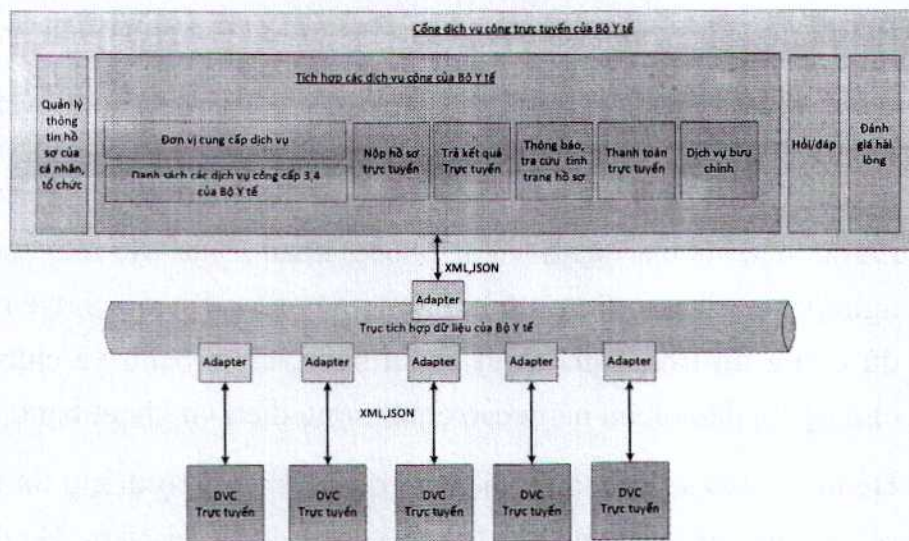 Cổng dịch vụ công trực tuyến của Bộ Y tế
Quản lý
thông
tin hồ
sơ của
cá nhân,
tổ chức
Tích hợp các dịch vụ công của Bộ Y tế
Đơn vị cung cấp dịch vụ
Danh sách các dịch vụ công cấp 3,4
của Bộ Y tế
Nộp hồ sơ
trực tuyến
Trả kết quả
Trực tuyến
Thông báo,
tra cứu tình
trạng hồ sơ
Thanh toán
trực tuyến
Dịch vụ bưu
chính
Hỏi/đáp
Đánh
giá hài
lòng
XML,JSON
Adapter
Trục tích hợp dữ liệu của Bộ Y tế
Adapter
Adapter
Adapter
Adapter
Adapter
XML,JSON
DVC
Trực tuyến
DVC
Trực tuyến
DVC
Trực tuyến
DVC
Trực tuyến
DVC
Trực tuyến